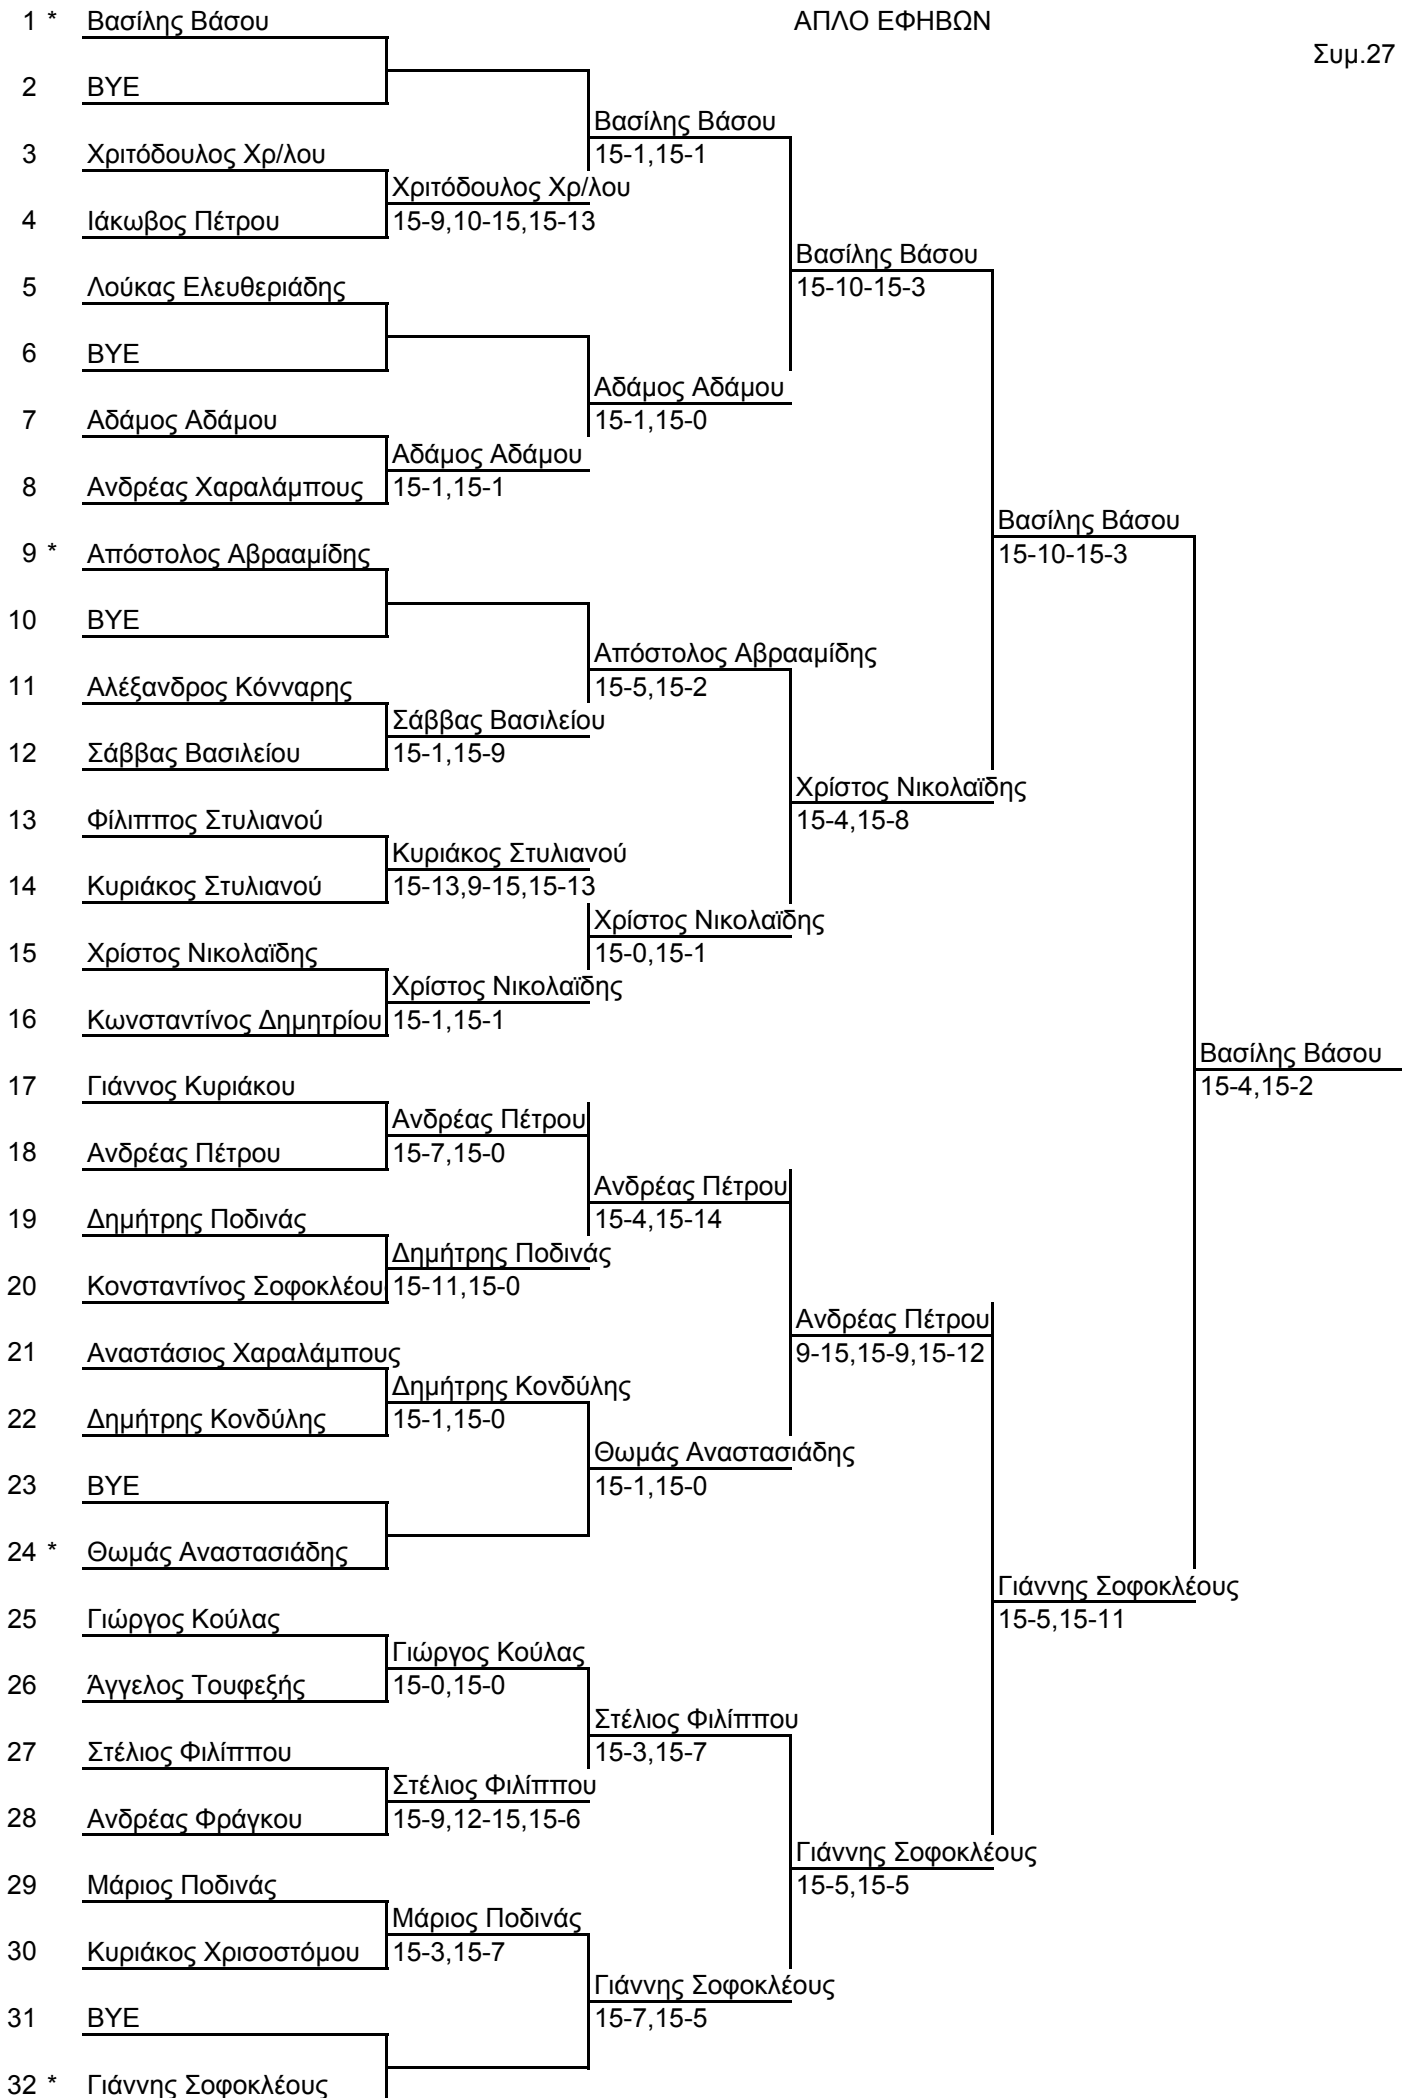 1 * Βασίλης Βάσου ΑΠΛΟ ΕΦΗΒΩΝ
Συμ.27
2 BYE
Βασίλης Βάσου
3 Χριτόδουλος Χρ/λου 15-1,15-1
Χριτόδουλος Χρ/λου
4 Ιάκωβος Πέτρου 15-9,10-15,15-13
Βασίλης Βάσου
5 Λούκας Ελευθεριάδης 15-10-15-3
6 BYE
Αδάμος Αδάμου
7 Αδάμος Αδάμου 15-1,15-0
Αδάμος Αδάμου
8 Ανδρέας Χαραλάμπους 15-1,15-1
Βασίλης Βάσου
9 * Απόστολος Αβρααμίδης 15-10-15-3
10 BYE
Απόστολος Αβρααμίδης
11 Αλέξανδρος Κόνναρης 15-5,15-2
Σάββας Βασιλείου
12 Σάββας Βασιλείου 15-1,15-9
Χρίστος Νικολαϊδης
13 Φίλιππος Στυλιανού 15-4,15-8
Κυριάκος Στυλιανού
14 Κυριάκος Στυλιανού 15-13,9-15,15-13
Χρίστος Νικολαϊδης
15 Χρίστος Νικολαϊδης 15-0,15-1
Χρίστος Νικολαϊδης
16 Κωνσταντίνος Δημητρίου 15-1,15-1
Βασίλης Βάσου
17 Γιάννος Κυριάκου 15-4,15-2
Ανδρέας Πέτρου
18 Ανδρέας Πέτρου 15-7,15-0
Ανδρέας Πέτρου
19 Δημήτρης Ποδινάς 15-4,15-14
Δημήτρης Ποδινάς
20 Κονσταντίνος Σοφοκλέου 15-11,15-0
Ανδρέας Πέτρου
21 Αναστάσιος Χαραλάμπους 9-15,15-9,15-12
Δημήτρης Κονδύλης
22 Δημήτρης Κονδύλης 15-1,15-0
Θωμάς Αναστασιάδης
23 BYE 15-1,15-0
24 * Θωμάς Αναστασιάδης
Γιάννης Σοφοκλέους
25 Γιώργος Κούλας 15-5,15-11
Γιώργος Κούλας
26 Άγγελος Τουφεξής 15-0,15-0
Στέλιος Φιλίππου
27 Στέλιος Φιλίππου 15-3,15-7
Στέλιος Φιλίππου
28 Ανδρέας Φράγκου 15-9,12-15,15-6
Γιάννης Σοφοκλέους
29 Μάριος Ποδινάς 15-5,15-5
Μάριος Ποδινάς
30 Κυριάκος Χρισοστόμου 15-3,15-7
Γιάννης Σοφοκλέους
31 BYE 15-7,15-5
32 * Γιάννης Σοφοκλέους